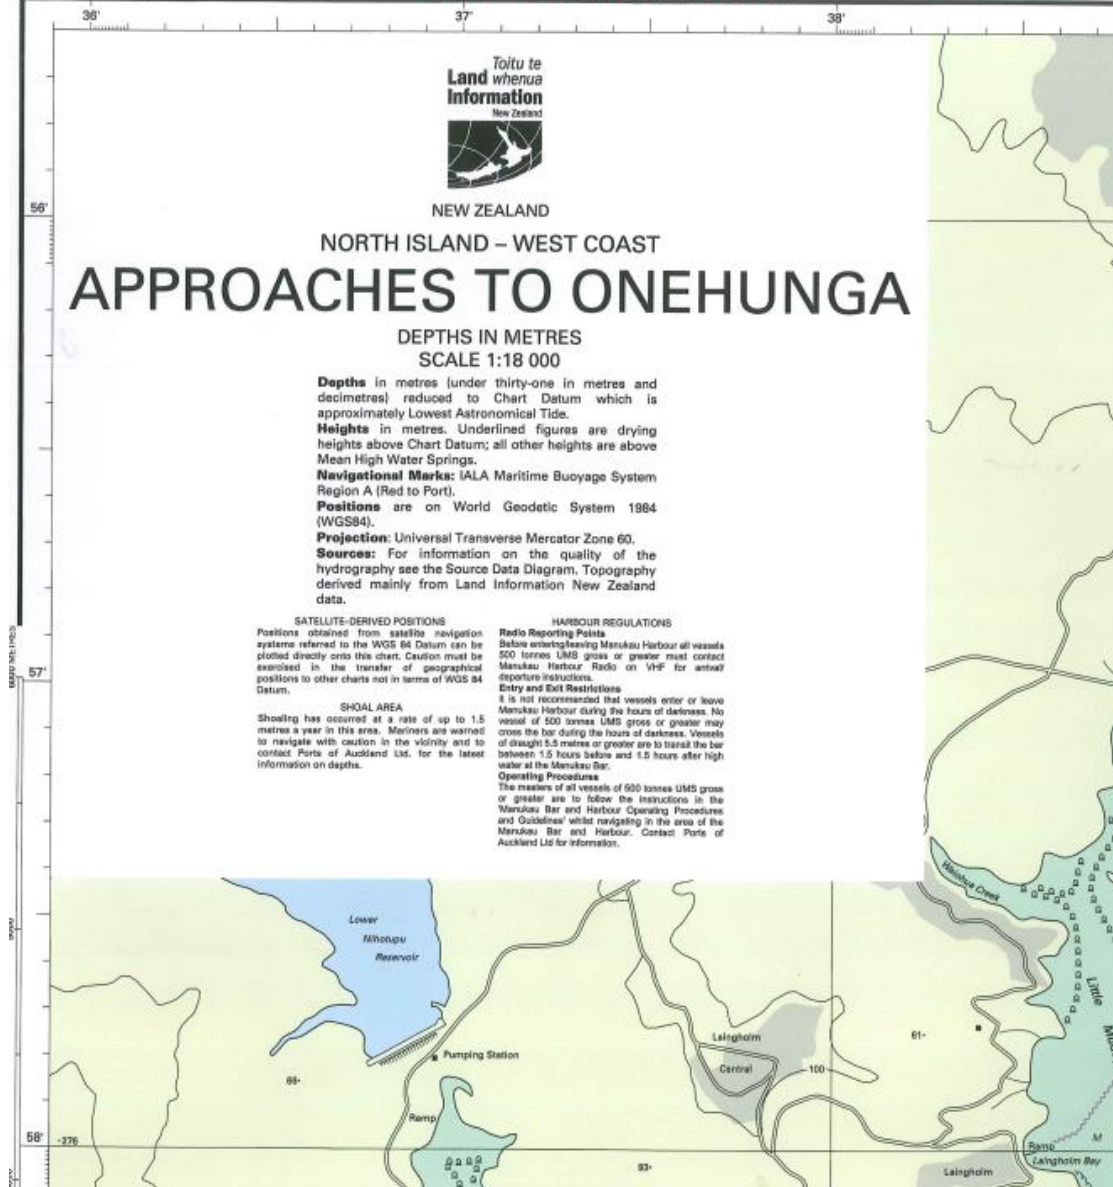 36'
37'
38'
Toitu te
Land whenua
Information
New Zealand
56'
NEW ZEALAND
NORTH ISLAND – WEST COAST
APPROACHES TO ONEHUNGA
DEPTHS IN METRES
SCALE 1:18 000
Depths in metres (under thirty-one in metres and
decimetres) reduced to Chart Datum which is
approximately Lowest Astronomical Tide.
Heights in metres. Underlined figures are drying
heights above Chart Datum; all other heights are above
Mean High Water Springs.
Navigational Marks: IALA Maritime Buoyage System
Region A (Red to Port).
Positions are on World Geodetic System 1984
(WGS84).
Projection: Universal Transverse Mercator Zone 60.
Sources: For information on the quality of the
hydrography see the Source Data Diagram. Topography
derived mainly from Land Information New Zealand
data.
SATELLITE-DERIVED POSITIONS
Positions obtained from satellite navigation
systems referred to the WGS 84 Datum can be
plotted directly onto this chart. Caution must be
exercised in the transfer of geographical
positions to other charts not in terms of WGS 84
Datum.
SHOAL AREA
Shoaling has occurred at a rate of up to 1.5
metres a year in this area. Mariners are warned
to navigate with caution in the vicinity and to
contact Ports of Auckland Ltd. for the latest
information on depths.
HARBOUR REGULATIONS
Radio Reporting Points
Before entering/leaving Manukau Harbour all vessels
500 tonnes UMS gross or greater must contact
Manukau Harbour Radio on VHF for arrival/
departure instructions.
Entry and Exit Restrictions
It is not recommended that vessels enter or leave
Manukau Harbour during the hours of darkness. No
vessel of 500 tonnes UMS gross or greater may
cross the bar during the hours of darkness. Vessels
of draught 5.5 metres or greater are to transit the bar
between 1.5 hours before and 1.5 hours after high
water at the Manukau Bar.
Operating Procedures
The masters of all vessels of 500 tonnes UMS gross
or greater are to follow the instructions in the
'Manukau Bar and Harbour Operating Procedures
and Guidelines' whilst navigating in the area of the
Manukau Bar and Harbour. Contact Ports of
Auckland Ltd for information.
57'
METRES
Waiohua Creek
Lower
Nihotupu
Reservoir
Little
Pumping Station
Laingholm
Central
100
61
66
Ramp
58'
276
93
Ramp
M
Laingholm Bay
Laingholm